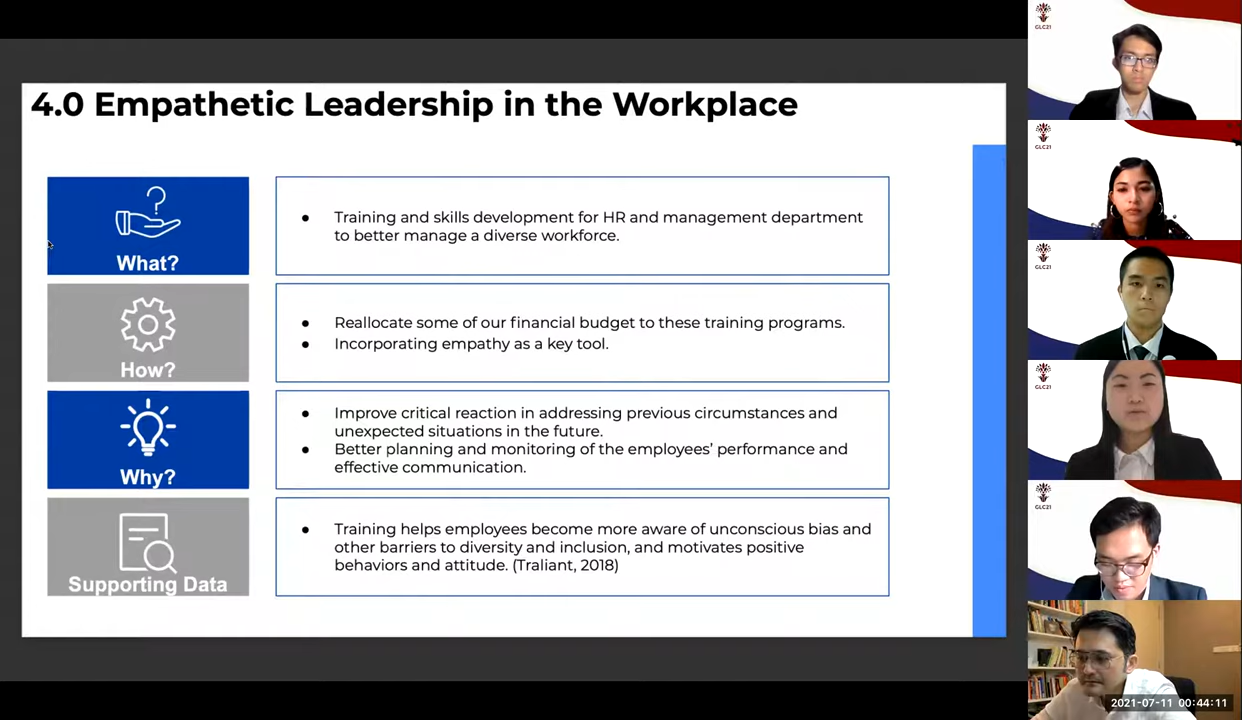 4.0 Empathetic Leadership in the Workplace
What?
● Training and skills development for HR and management department
to better manage a diverse workforce.
How?
● Reallocate some of our financial budget to these training programs.
● Incorporating empathy as a key tool.
Why?
● Improve critical reaction in addressing previous circumstances and
unexpected situations in the future.
● Better planning and monitoring of the employees' performance and
effective communication.
Supporting Data
● Training helps employees become more aware of unconscious bias and
other barriers to diversity and inclusion, and motivates positive
behaviors and attitude. (Traliant, 2018)
GLC21
GLC21
GLC21
GLC21
GLC21
2021-07-11 00:44:11